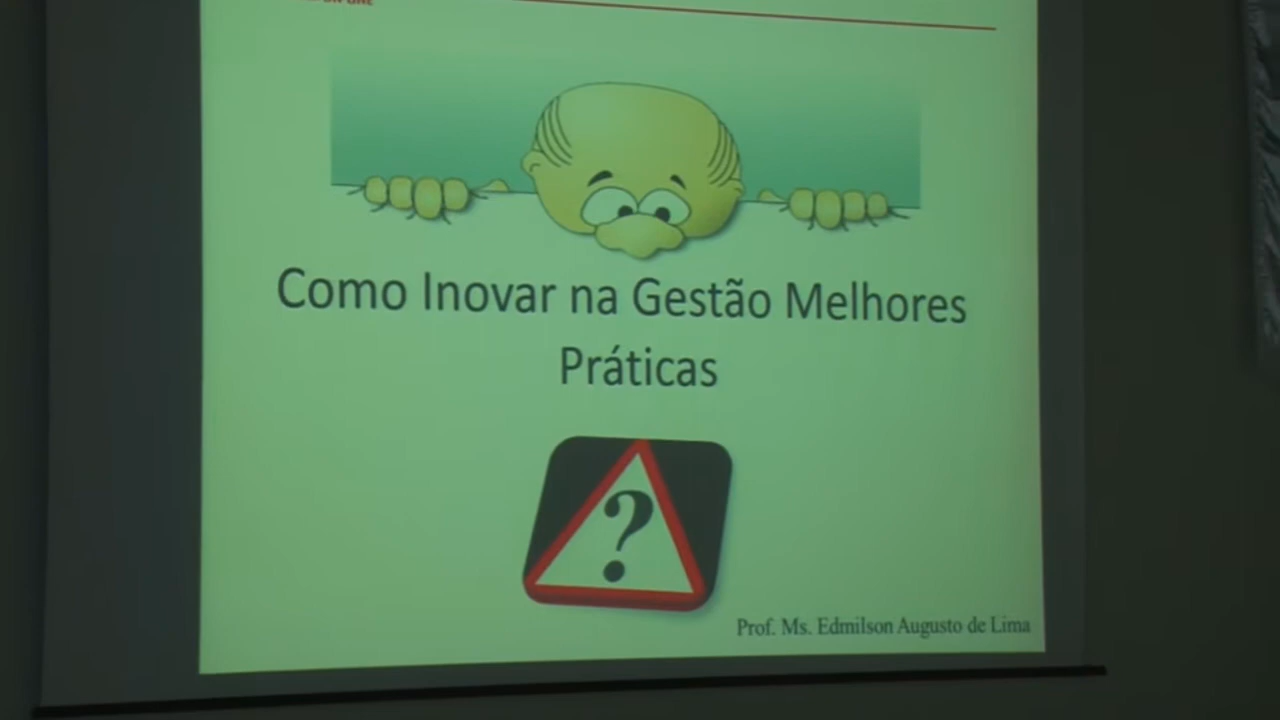 Como Inovar na Gestão Melhores
Práticas
?
Prof. Ms. Edmilson Augusto de Lima